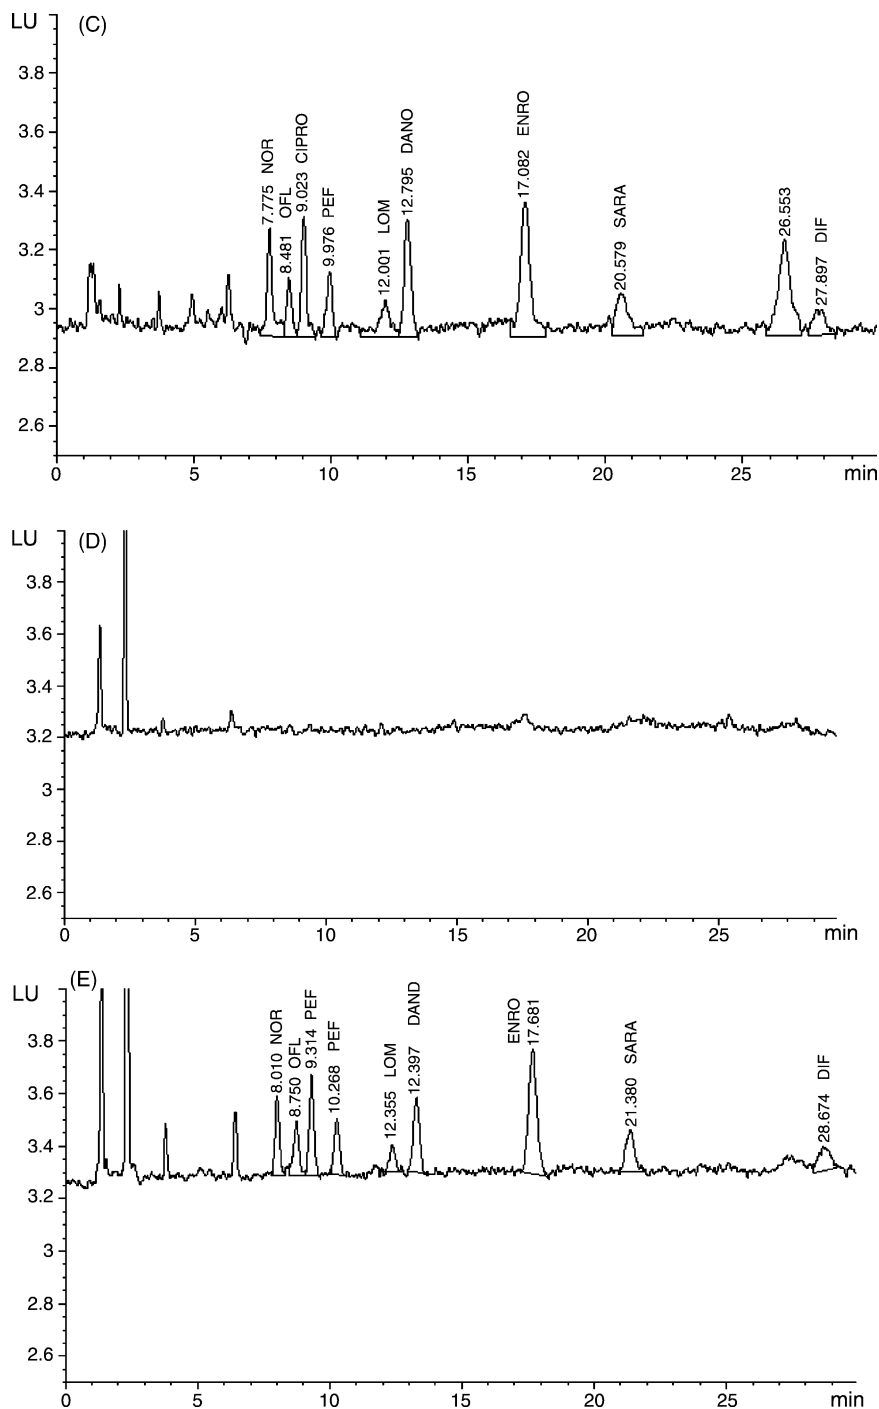 LU
(C)
3.8
3.6
3.4
3.2
3
2.8
2.6
7.775 NOR
8.481 OFL
9.023 CIPRO
9.976 PEF
12.001 LOM
12.795 DANO
17.082 ENRO
20.579 SARA
26.553
27.897 DIF
0 5 10 15 20 25 min
LU
(D)
3.8
3.6
3.4
3.2
3
2.8
2.6
0 5 10 15 20 25 min
LU
(E)
3.8
3.6
3.4
3.2
3
2.8
2.6
8.010 NOR
8.750 OFL
9.314 PEF
10.268 PEF
12.355 LOM
12.397 DAND
ENRO
17.681
21.380 SARA
28.674 DIF
0 5 10 15 20 25 min